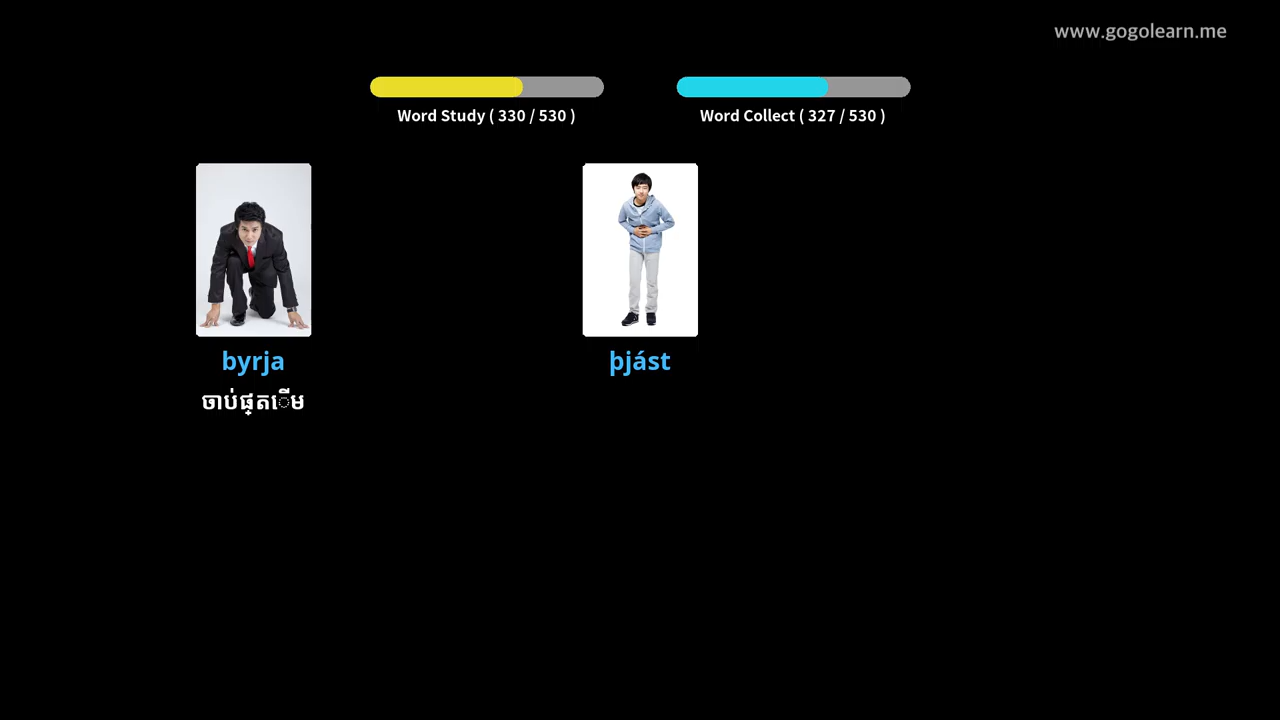 www.gogolearn.me
Word Study ( 330 / 530 )
Word Collect ( 327 / 530 )
byrja
þjást
ចាប់ផ្តើម